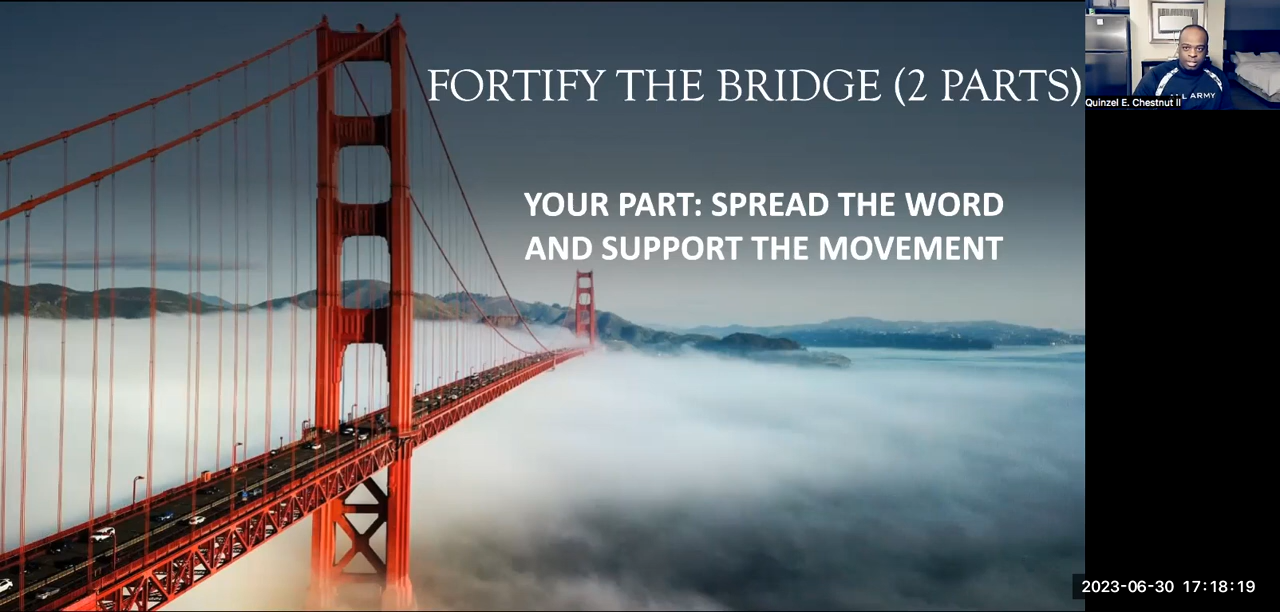 FORTIFY THE BRIDGE (2 PARTS)
YOUR PART: SPREAD THE WORD
AND SUPPORT THE MOVEMENT
Quinzel E. Chestnut II
ARMY
2023-06-30 17:18:19